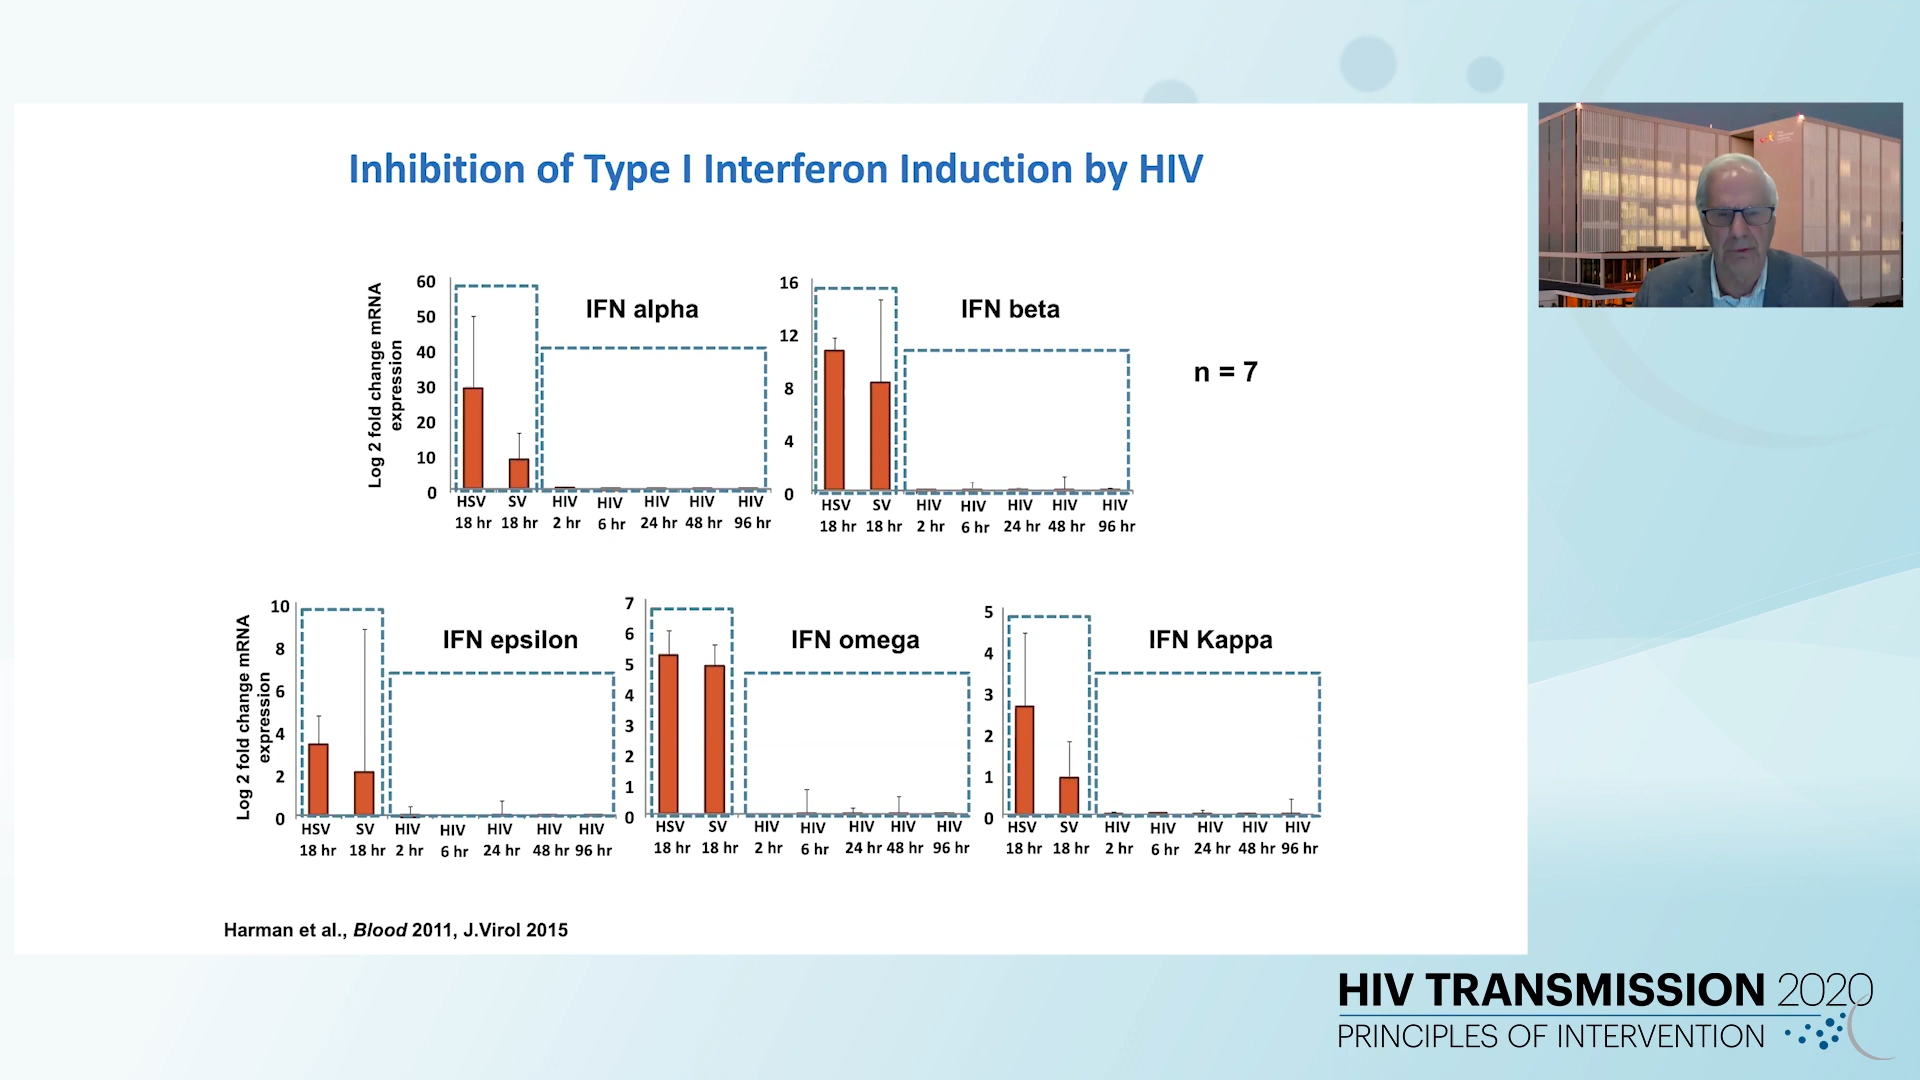 Inhibition of Type I Interferon Induction by HIV
Log 2 fold change mRNA
expression
60
50
40
30
20
10
0
IFN alpha
HSV SV HIV HIV HIV HIV HIV
18 hr 18 hr 2 hr 6 hr 24 hr 48 hr 96 hr
16
12
8
4
0
IFN beta
HSV SV HIV HIV HIV HIV HIV
18 hr 18 hr 2 hr 6 hr 24 hr 48 hr 96 hr
n = 7
Log 2 fold change mRNA
expression
10
8
6
4
2
0
IFN epsilon
HSV SV HIV HIV HIV HIV HIV
18 hr 18 hr 2 hr 6 hr 24 hr 48 hr 96 hr
7
6
5
4
3
2
1
0
IFN omega
HSV SV HIV HIV HIV HIV HIV
18 hr 18 hr 2 hr 6 hr 24 hr 48 hr 96 hr
5
4
3
2
1
0
IFN Kappa
HSV SV HIV HIV HIV HIV HIV
18 hr 18 hr 2 hr 6 hr 24 hr 48 hr 96 hr
Harman et al., Blood 2011, J.Virol 2015
HIV TRANSMISSION 2020
PRINCIPLES OF INTERVENTION